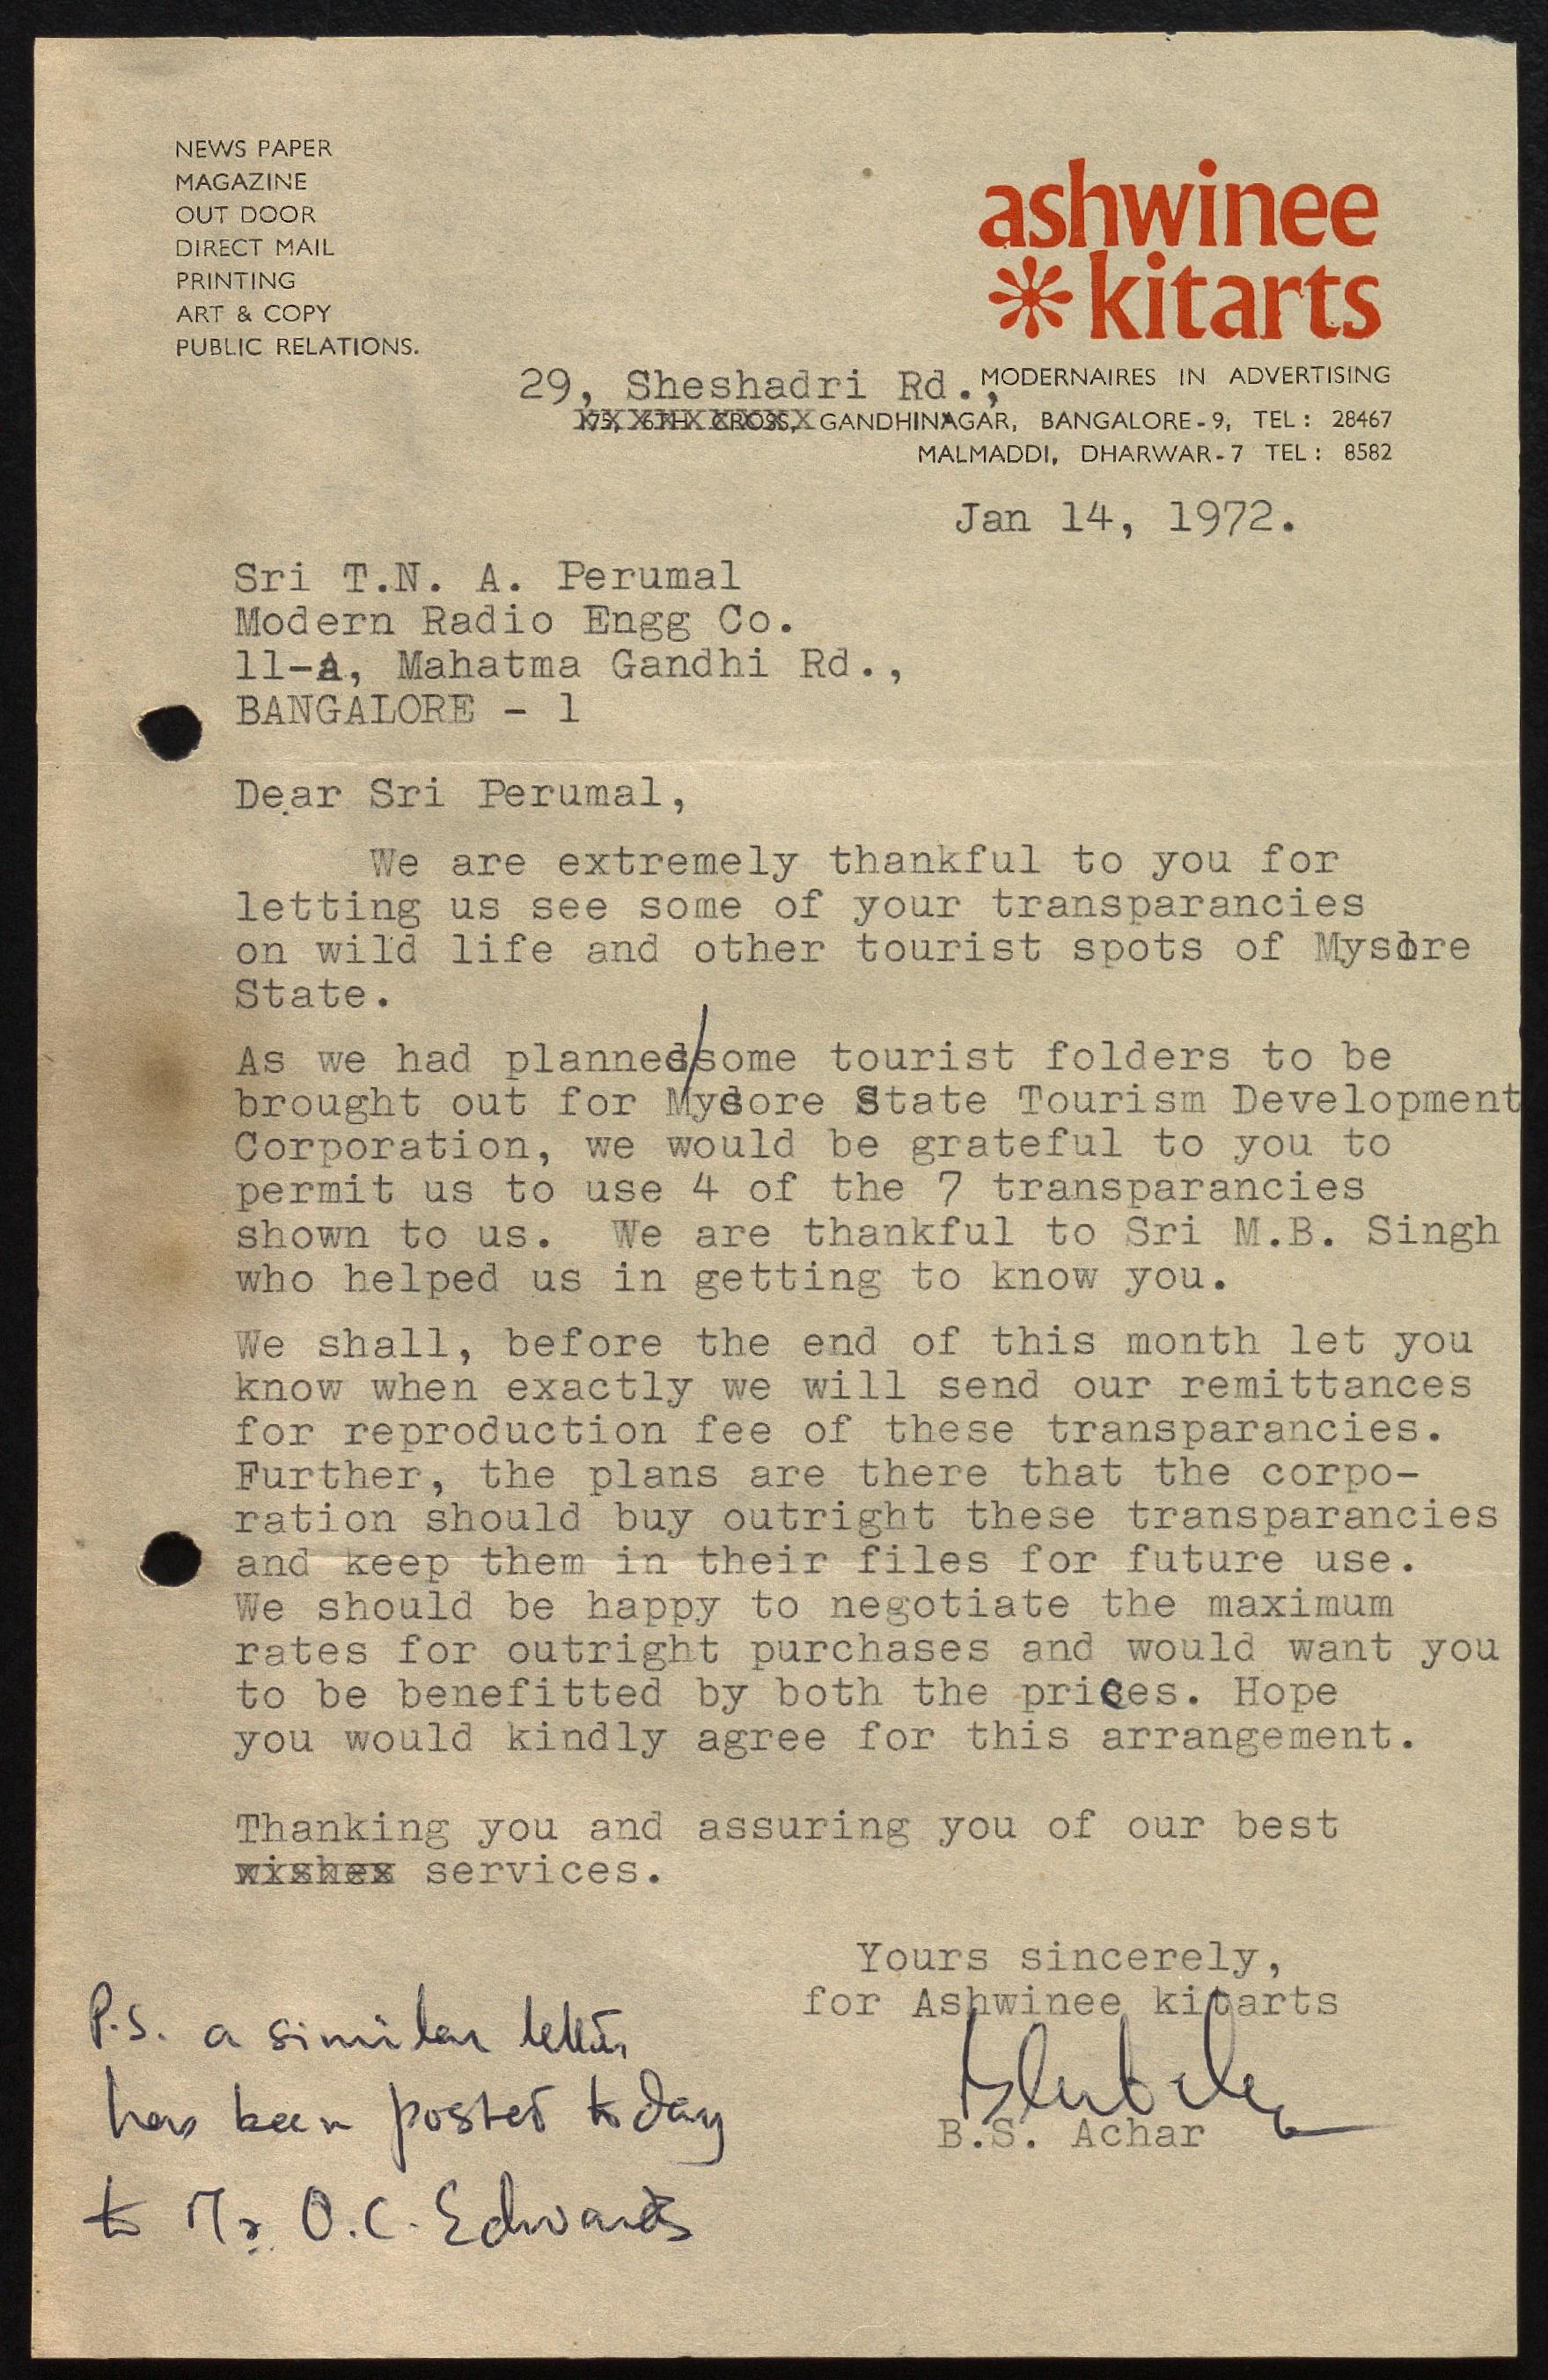 NEWS PAPER
MAGAZINE
OUT DOOR
DIRECT MAIL
PRINTING
ART & COPY
PUBLIC RELATIONS.
ashwinee
kitarts
MODERNAIRES IN ADVERTISING
29, Sheshadri Rd.,
175, 6TH CROSS, GANDHINAGAR, BANGALORE-9, TEL: 28467
MALMADDI, DHARWAR-7 TEL: 8582
Jan 14, 1972.
Sri T.N. A. Perumal
Modern Radio Engg Co.
11-A, Mahatma Gandhi Rd.,
BANGALORE - 1
Dear Sri Perumal,
We are extremely thankful to you for
letting us see some of your transparancies
on wild life and other tourist spots of Mysore
State.
As we had planned/some tourist folders to be
brought out for Mysore State Tourism Development
Corporation, we would be grateful to you to
permit us to use 4 of the 7 transparancies
shown to us. We are thankful to Sri M.B. Singh
who helped us in getting to know you.
We shall, before the end of this month let you
know when exactly we will send our remittances
for reproduction fee of these transparancies.
Further, the plans are there that the corpo-
ration should buy outright these transparancies
and keep them in their files for future use.
We should be happy to negotiate the maximum
rates for outright purchases and would want you
to be benefitted by both the prices. Hope
you would kindly agree for this arrangement.
Thanking you and assuring you of our best
wishes services.
Yours sincerely,
for Ashwinee kitarts
B.S. Achar
P.S. a similar letter
has been posted today
to Mr. O.C. Edwards